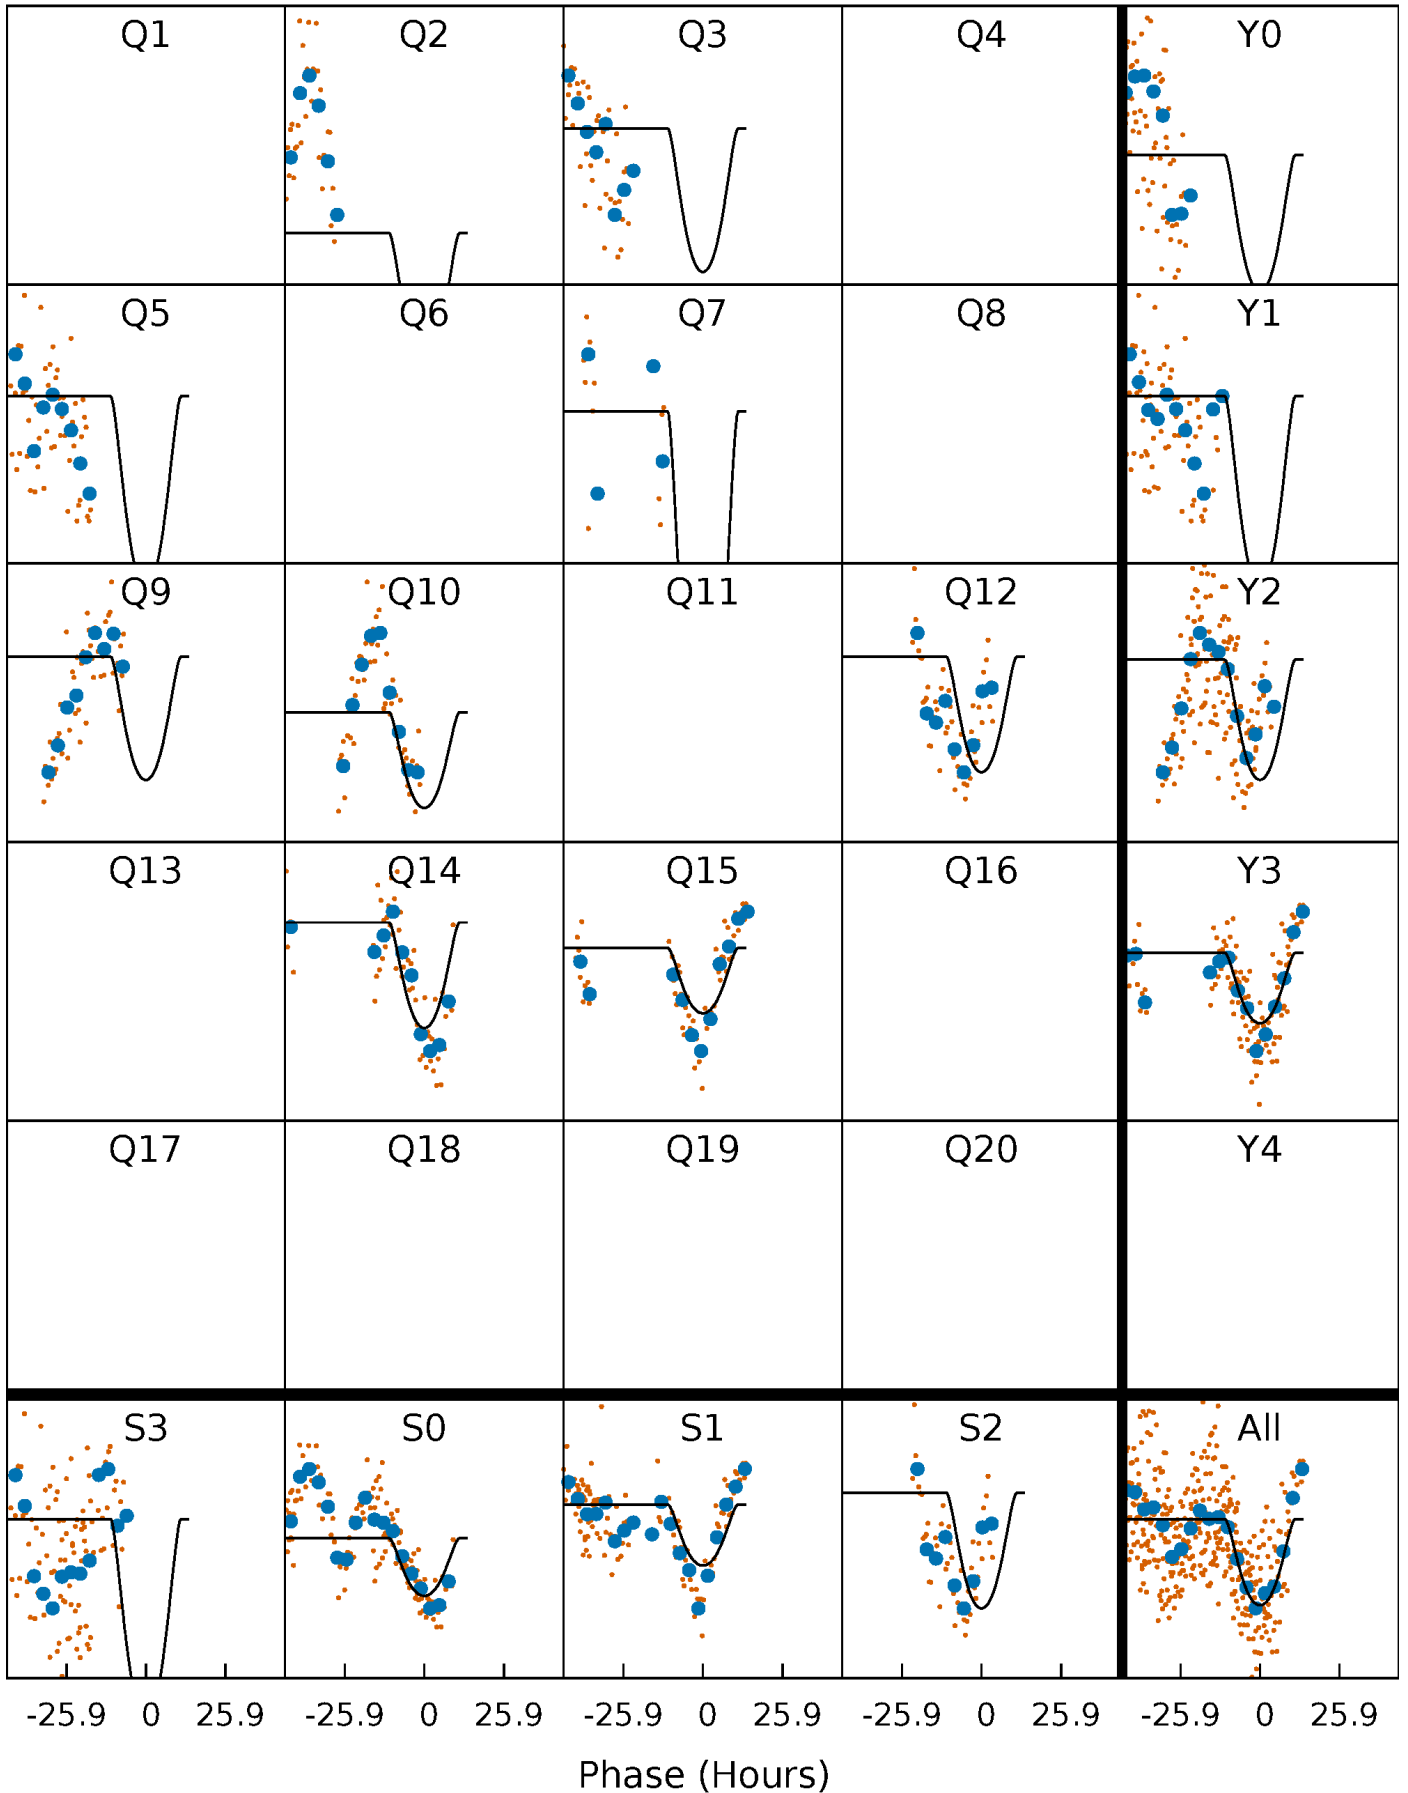 Q1 Q2 Q3 Q4 Y0
Q5 Q6 Q7 Q8 Y1
Q9 Q10 Q11 Q12 Y2
Q13 Q14 Q15 Q16 Y3
Q17 Q18 Q19 Q20 Y4
S3 S0 S1 S2 All
-25.9 0 25.9 -25.9 0 25.9 -25.9 0 25.9 -25.9 0 25.9 -25.9 0 25.9
Phase (Hours)